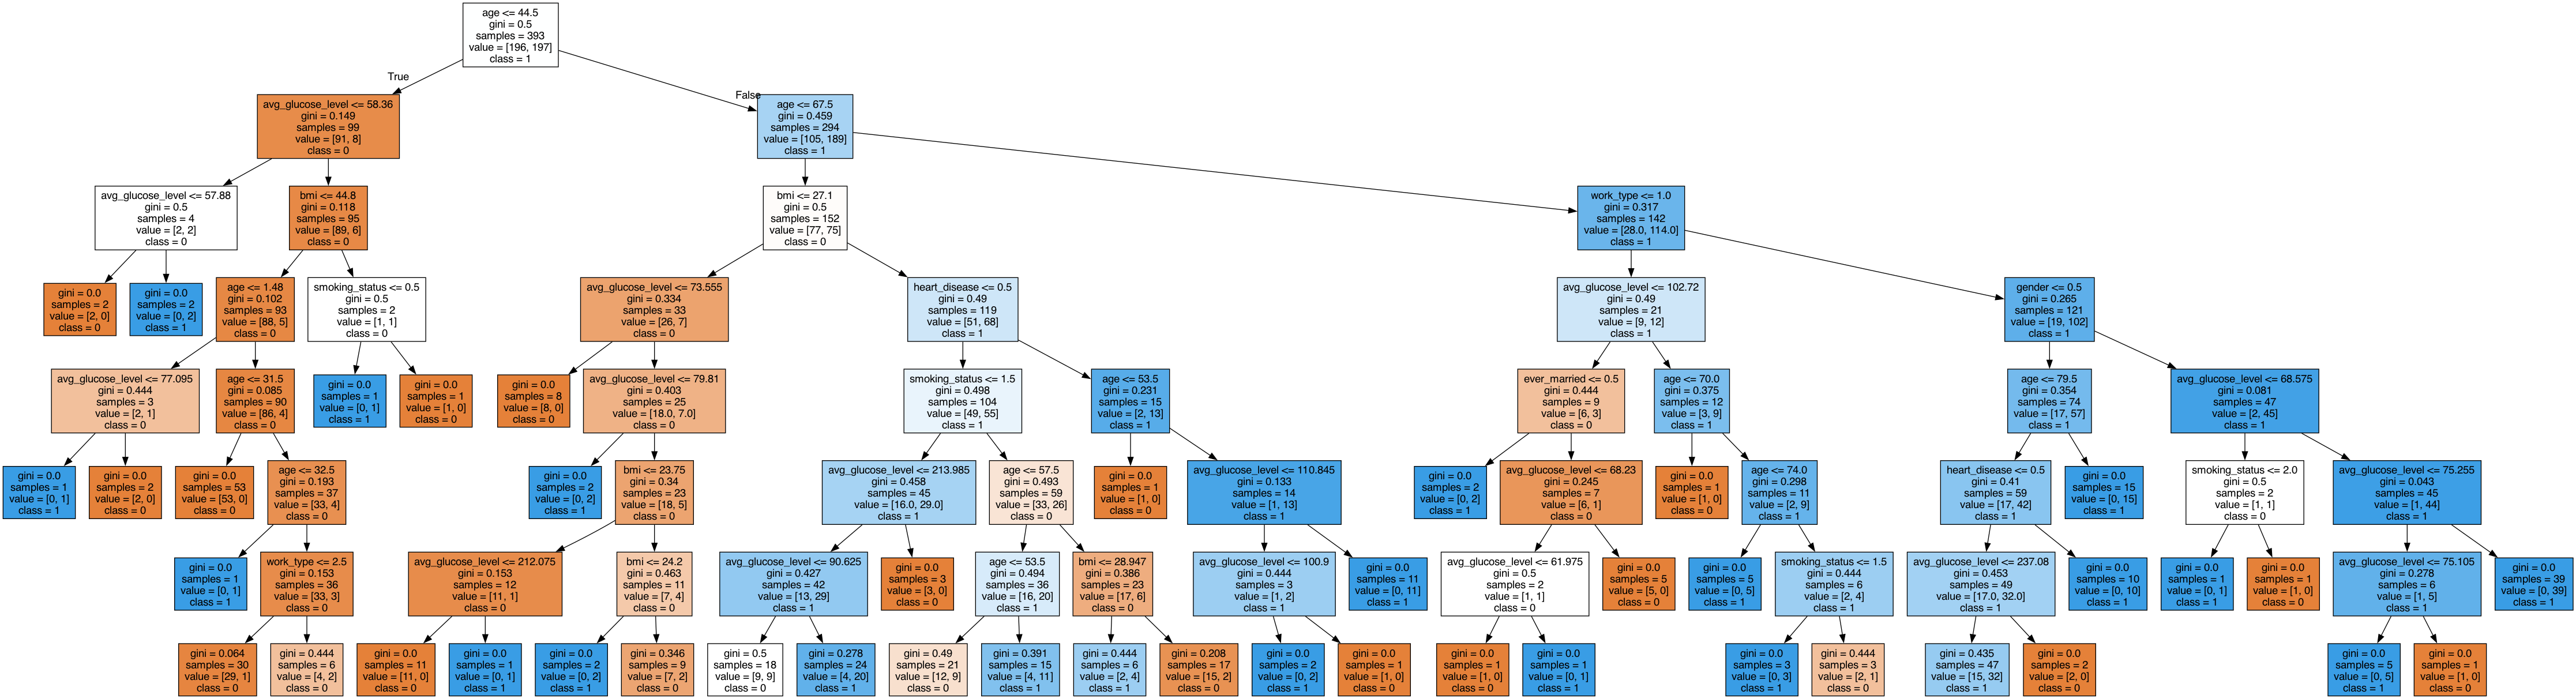 age <= 44.5
gini = 0.5
samples = 393
value = [196, 197]
class = 1
True
False
avg_glucose_level <= 58.36
gini = 0.149
samples = 99
value = [91, 8]
class = 0
age <= 67.5
gini = 0.459
samples = 294
value = [105, 189]
class = 1
avg_glucose_level <= 57.88
gini = 0.5
samples = 4
value = [2, 2]
class = 0
bmi <= 44.8
gini = 0.118
samples = 95
value = [89, 6]
class = 0
bmi <= 27.1
gini = 0.5
samples = 152
value = [77, 75]
class = 0
work_type <= 1.0
gini = 0.317
samples = 142
value = [28.0, 114.0]
class = 1
gini = 0.0
samples = 2
value = [2, 0]
class = 0
gini = 0.0
samples = 2
value = [0, 2]
class = 1
age <= 1.48
gini = 0.102
samples = 93
value = [88, 5]
class = 0
smoking_status <= 0.5
gini = 0.5
samples = 2
value = [1, 1]
class = 0
avg_glucose_level <= 73.555
gini = 0.334
samples = 33
value = [26, 7]
class = 0
heart_disease <= 0.5
gini = 0.49
samples = 119
value = [51, 68]
class = 1
avg_glucose_level <= 102.72
gini = 0.49
samples = 21
value = [9, 12]
class = 1
gender <= 0.5
gini = 0.265
samples = 121
value = [19, 102]
class = 1
avg_glucose_level <= 77.095
gini = 0.444
samples = 3
value = [2, 1]
class = 0
age <= 31.5
gini = 0.085
samples = 90
value = [86, 4]
class = 0
gini = 0.0
samples = 1
value = [0, 1]
class = 1
gini = 0.0
samples = 1
value = [1, 0]
class = 0
gini = 0.0
samples = 8
value = [8, 0]
class = 0
avg_glucose_level <= 79.81
gini = 0.403
samples = 25
value = [18.0, 7.0]
class = 0
smoking_status <= 1.5
gini = 0.498
samples = 104
value = [49, 55]
class = 1
age <= 53.5
gini = 0.231
samples = 15
value = [2, 13]
class = 1
ever_married <= 0.5
gini = 0.444
samples = 9
value = [6, 3]
class = 0
age <= 70.0
gini = 0.375
samples = 12
value = [3, 9]
class = 1
age <= 79.5
gini = 0.354
samples = 74
value = [17, 57]
class = 1
avg_glucose_level <= 68.575
gini = 0.081
samples = 47
value = [2, 45]
class = 1
gini = 0.0
samples = 1
value = [0, 1]
class = 1
gini = 0.0
samples = 2
value = [2, 0]
class = 0
gini = 0.0
samples = 53
value = [53, 0]
class = 0
age <= 32.5
gini = 0.193
samples = 37
value = [33, 4]
class = 0
gini = 0.0
samples = 2
value = [0, 2]
class = 1
bmi <= 23.75
gini = 0.34
samples = 23
value = [18, 5]
class = 0
avg_glucose_level <= 213.985
gini = 0.458
samples = 45
value = [16.0, 29.0]
class = 1
age <= 57.5
gini = 0.493
samples = 59
value = [33, 26]
class = 0
gini = 0.0
samples = 1
value = [1, 0]
class = 0
avg_glucose_level <= 110.845
gini = 0.133
samples = 14
value = [1, 13]
class = 1
gini = 0.0
samples = 2
value = [0, 2]
class = 1
avg_glucose_level <= 68.23
gini = 0.245
samples = 7
value = [6, 1]
class = 0
gini = 0.0
samples = 1
value = [1, 0]
class = 0
age <= 74.0
gini = 0.298
samples = 11
value = [2, 9]
class = 1
heart_disease <= 0.5
gini = 0.41
samples = 59
value = [17, 42]
class = 1
gini = 0.0
samples = 15
value = [0, 15]
class = 1
smoking_status <= 2.0
gini = 0.5
samples = 2
value = [1, 1]
class = 0
avg_glucose_level <= 75.255
gini = 0.043
samples = 45
value = [1, 44]
class = 1
gini = 0.0
samples = 1
value = [0, 1]
class = 1
work_type <= 2.5
gini = 0.153
samples = 36
value = [33, 3]
class = 0
avg_glucose_level <= 212.075
gini = 0.153
samples = 12
value = [11, 1]
class = 0
bmi <= 24.2
gini = 0.463
samples = 11
value = [7, 4]
class = 0
avg_glucose_level <= 90.625
gini = 0.427
samples = 42
value = [13, 29]
class = 1
gini = 0.0
samples = 3
value = [3, 0]
class = 0
age <= 53.5
gini = 0.494
samples = 36
value = [16, 20]
class = 1
bmi <= 28.947
gini = 0.386
samples = 23
value = [17, 6]
class = 0
avg_glucose_level <= 100.9
gini = 0.444
samples = 3
value = [1, 2]
class = 1
gini = 0.0
samples = 11
value = [0, 11]
class = 1
avg_glucose_level <= 61.975
gini = 0.5
samples = 2
value = [1, 1]
class = 0
gini = 0.0
samples = 5
value = [5, 0]
class = 0
gini = 0.0
samples = 5
value = [0, 5]
class = 1
smoking_status <= 1.5
gini = 0.444
samples = 6
value = [2, 4]
class = 1
avg_glucose_level <= 237.08
gini = 0.453
samples = 49
value = [17.0, 32.0]
class = 1
gini = 0.0
samples = 10
value = [0, 10]
class = 1
gini = 0.0
samples = 1
value = [0, 1]
class = 1
gini = 0.0
samples = 1
value = [1, 0]
class = 0
avg_glucose_level <= 75.105
gini = 0.278
samples = 6
value = [1, 5]
class = 1
gini = 0.0
samples = 39
value = [0, 39]
class = 1
gini = 0.064
samples = 30
value = [29, 1]
class = 0
gini = 0.444
samples = 6
value = [4, 2]
class = 0
gini = 0.0
samples = 11
value = [11, 0]
class = 0
gini = 0.0
samples = 1
value = [0, 1]
class = 1
gini = 0.0
samples = 2
value = [0, 2]
class = 1
gini = 0.346
samples = 9
value = [7, 2]
class = 0
gini = 0.5
samples = 18
value = [9, 9]
class = 0
gini = 0.278
samples = 24
value = [4, 20]
class = 1
gini = 0.49
samples = 21
value = [12, 9]
class = 0
gini = 0.391
samples = 15
value = [4, 11]
class = 1
gini = 0.444
samples = 6
value = [2, 4]
class = 1
gini = 0.208
samples = 17
value = [15, 2]
class = 0
gini = 0.0
samples = 2
value = [0, 2]
class = 1
gini = 0.0
samples = 1
value = [1, 0]
class = 0
gini = 0.0
samples = 1
value = [1, 0]
class = 0
gini = 0.0
samples = 1
value = [0, 1]
class = 1
gini = 0.0
samples = 3
value = [0, 3]
class = 1
gini = 0.444
samples = 3
value = [2, 1]
class = 0
gini = 0.435
samples = 47
value = [15, 32]
class = 1
gini = 0.0
samples = 2
value = [2, 0]
class = 0
gini = 0.0
samples = 5
value = [0, 5]
class = 1
gini = 0.0
samples = 1
value = [1, 0]
class = 0